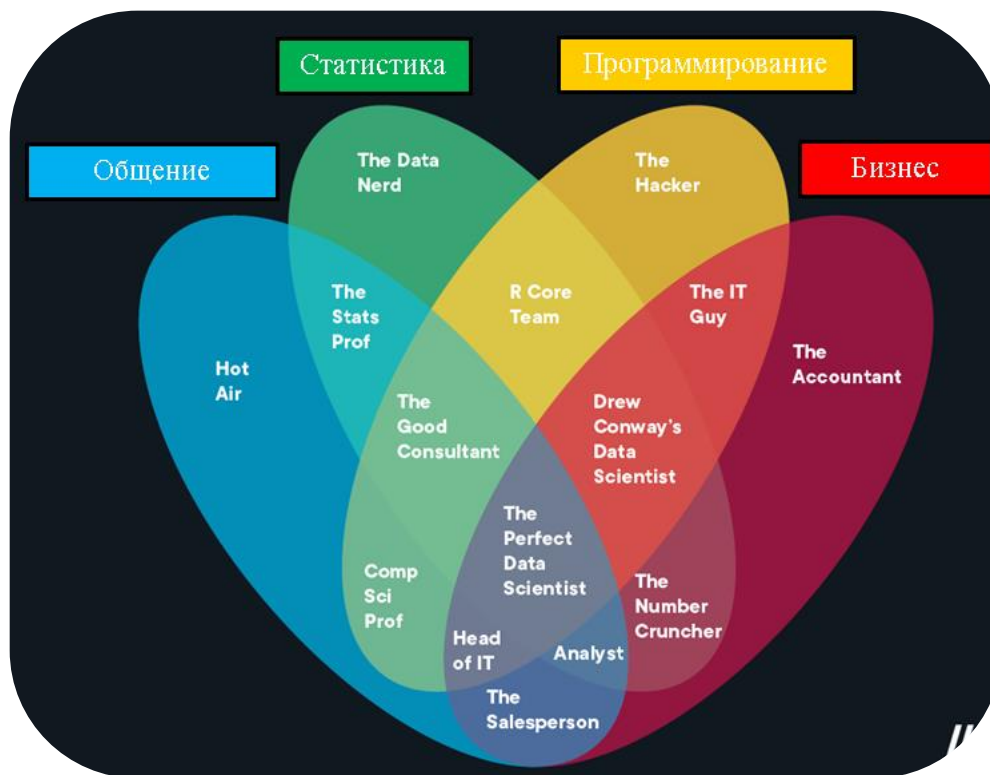 Статистика
Программирование
Общение
Бизнес
The Data
Nerd
The
Hacker
The
Stats
Prof
R Core
Team
The IT
Guy
Hot
Air
The
Accountant
The
Good
Consultant
Drew
Conway's
Data
Scientist
The
Perfect
Data
Scientist
Comp
Sci
Prof
The
Number
Cruncher
Head
of IT
Analyst
The
Salesperson